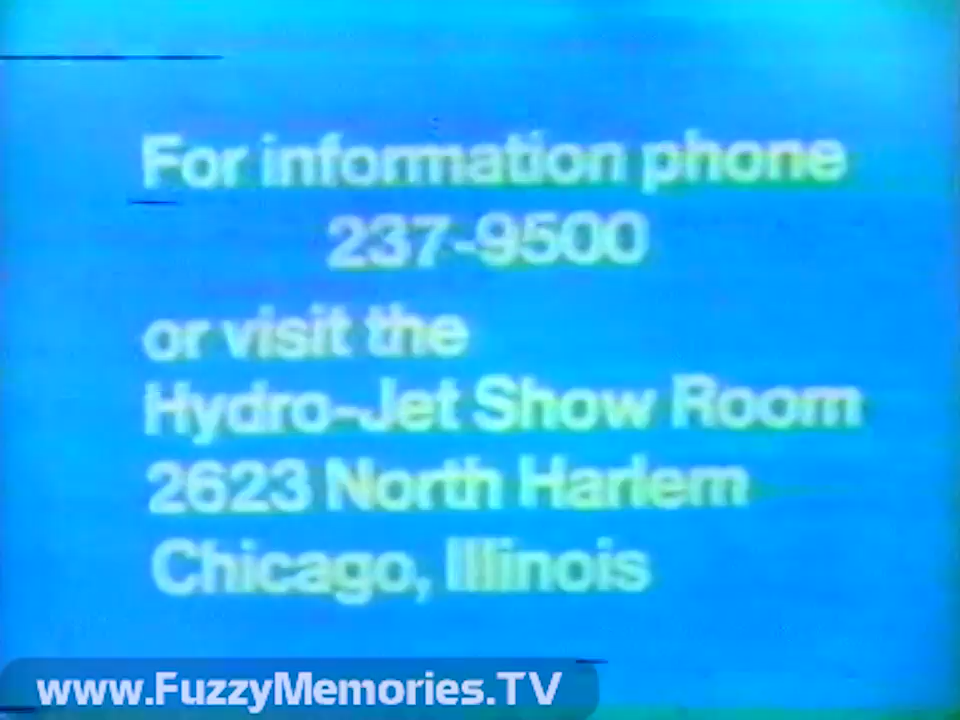 For information phone
237-9500
or visit the
Hydro-Jet Show Room
2623 North Harlem
Chicago, Illinois
www.FuzzyMemories.TV